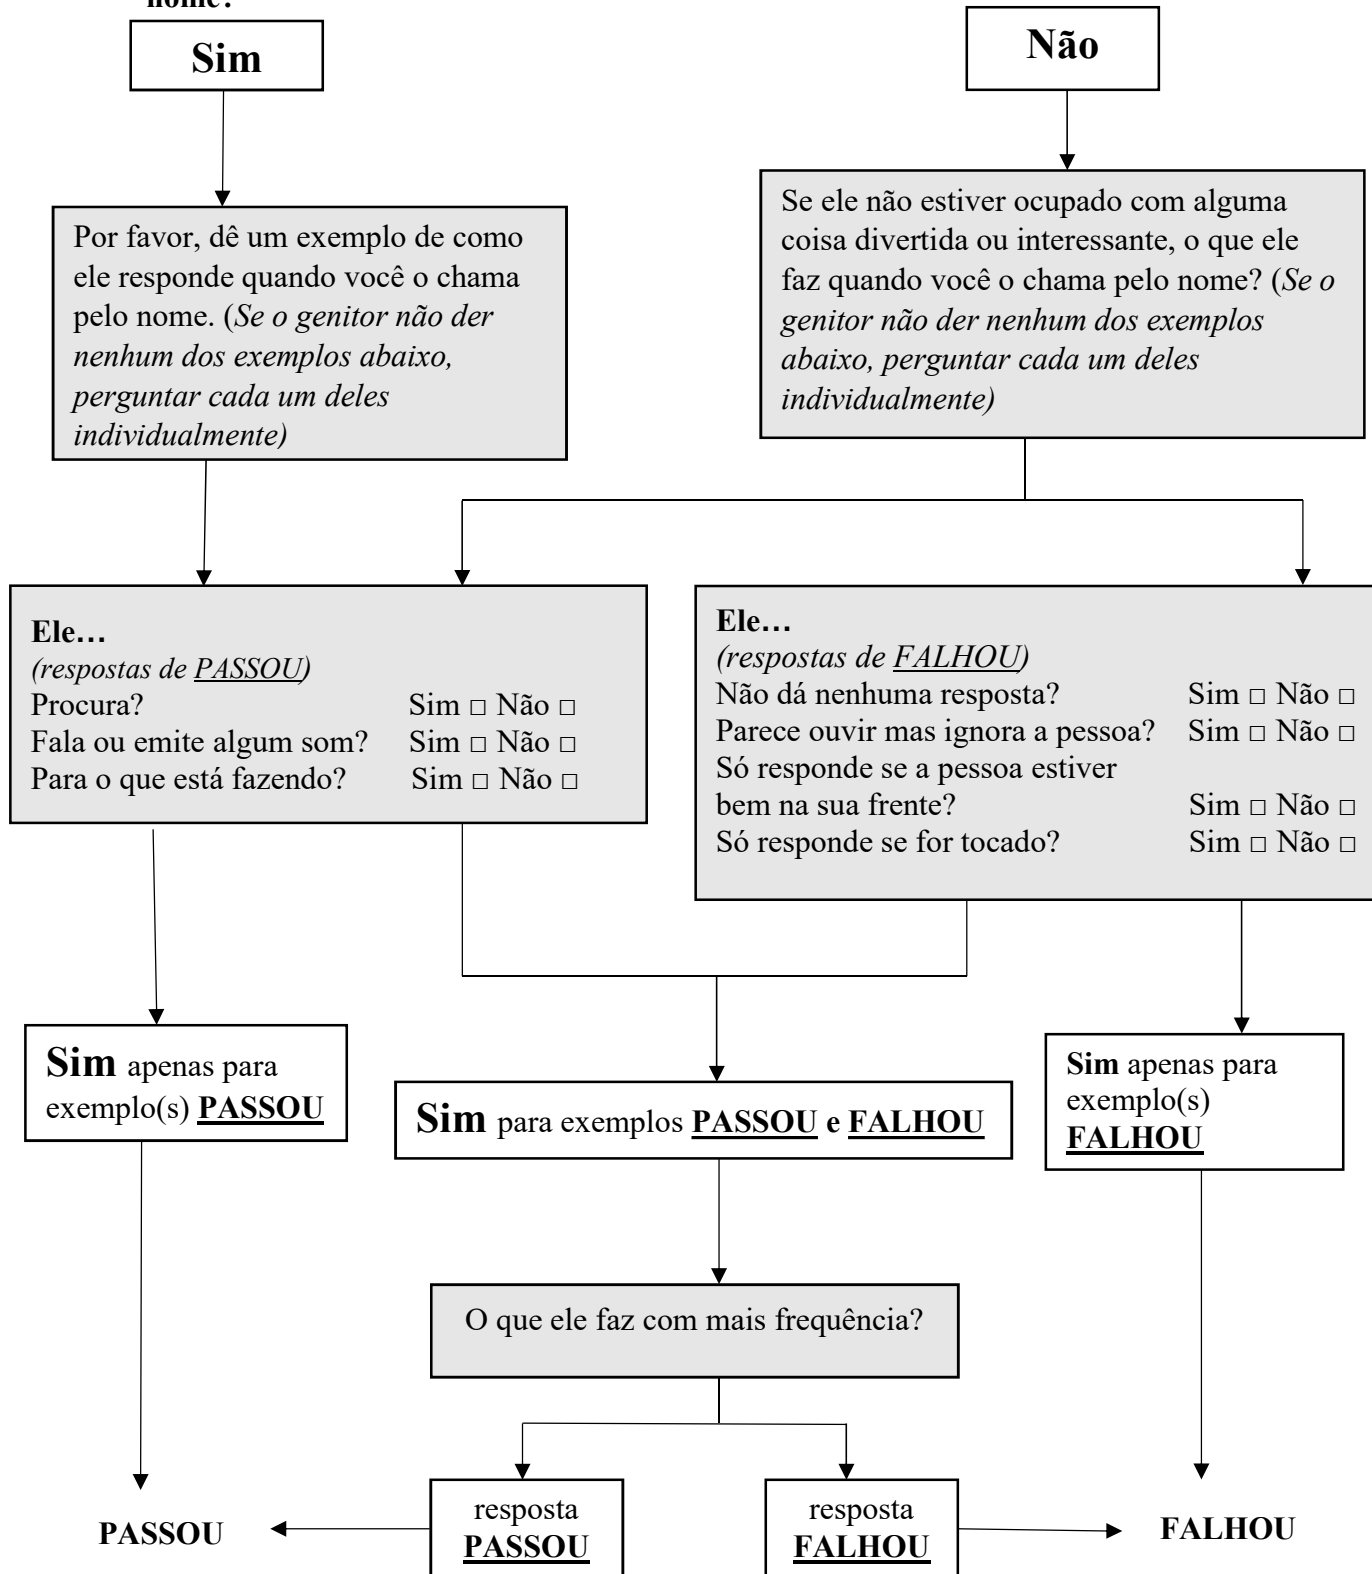 nome?
Sim
Não
Por favor, dê um exemplo de como
ele responde quando você o chama
pelo nome. (Se o genitor não der
nenhum dos exemplos abaixo,
perguntar cada um deles
individualmente)
Se ele não estiver ocupado com alguma
coisa divertida ou interessante, o que ele
faz quando você o chama pelo nome? (Se o
genitor não der nenhum dos exemplos
abaixo, perguntar cada um deles
individualmente)
Ele…
(respostas de PASSOU)
Procura? Sim □ Não □
Fala ou emite algum som? Sim □ Não □
Para o que está fazendo? Sim □ Não □
Ele…
(respostas de FALHOU)
Não dá nenhuma resposta? Sim □ Não □
Parece ouvir mas ignora a pessoa? Sim □ Não □
Só responde se a pessoa estiver
bem na sua frente? Sim □ Não □
Só responde se for tocado? Sim □ Não □
Sim apenas para
exemplo(s) PASSOU
Sim para exemplos PASSOU e FALHOU
Sim apenas para
exemplo(s)
FALHOU
O que ele faz com mais frequência?
PASSOU
resposta
PASSOU
resposta
FALHOU
FALHOU